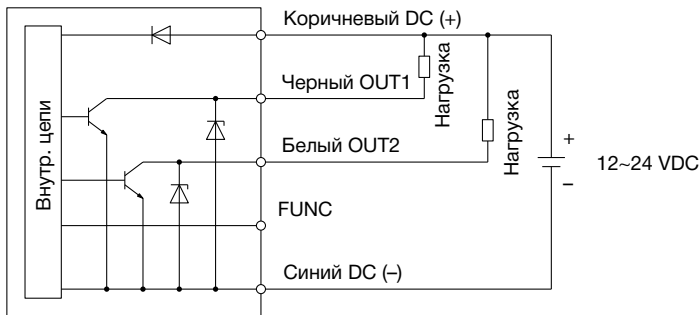 Коричневый DC (+)
Нагрузка
Черный OUT1
Нагрузка
Внутр. цепи
Белый OUT2
+
12~24 VDC
–
FUNC
Синий DC (–)